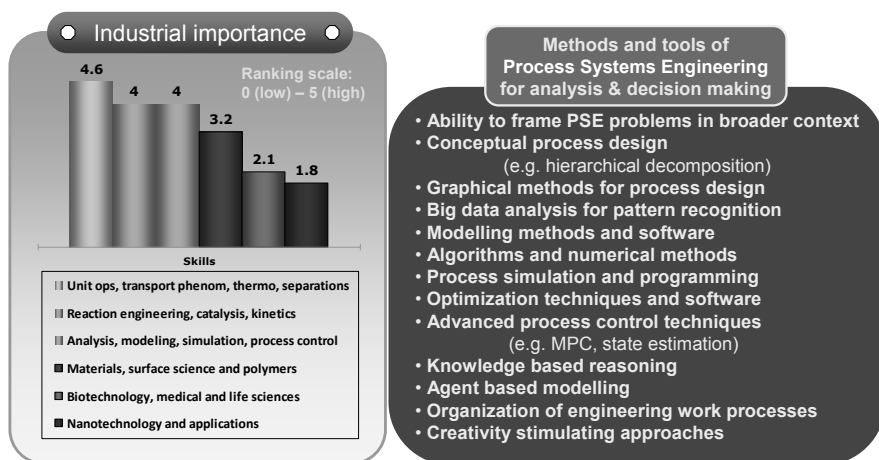 Industrial importance
Ranking scale:
0 (low) – 5 (high)
4.6
4
4
3.2
2.1
1.8
Skills
Unit ops, transport phenom, thermo, separations
Reaction engineering, catalysis, kinetics
Analysis, modeling, simulation, process control
Materials, surface science and polymers
Biotechnology, medical and life sciences
Nanotechnology and applications
Methods and tools of
Process Systems Engineering
for analysis & decision making
• Ability to frame PSE problems in broader context
• Conceptual process design
(e.g. hierarchical decomposition)
• Graphical methods for process design
• Big data analysis for pattern recognition
• Modelling methods and software
• Algorithms and numerical methods
• Process simulation and programming
• Optimization techniques and software
• Advanced process control techniques
(e.g. MPC, state estimation)
• Knowledge based reasoning
• Agent based modelling
• Organization of engineering work processes
• Creativity stimulating approaches